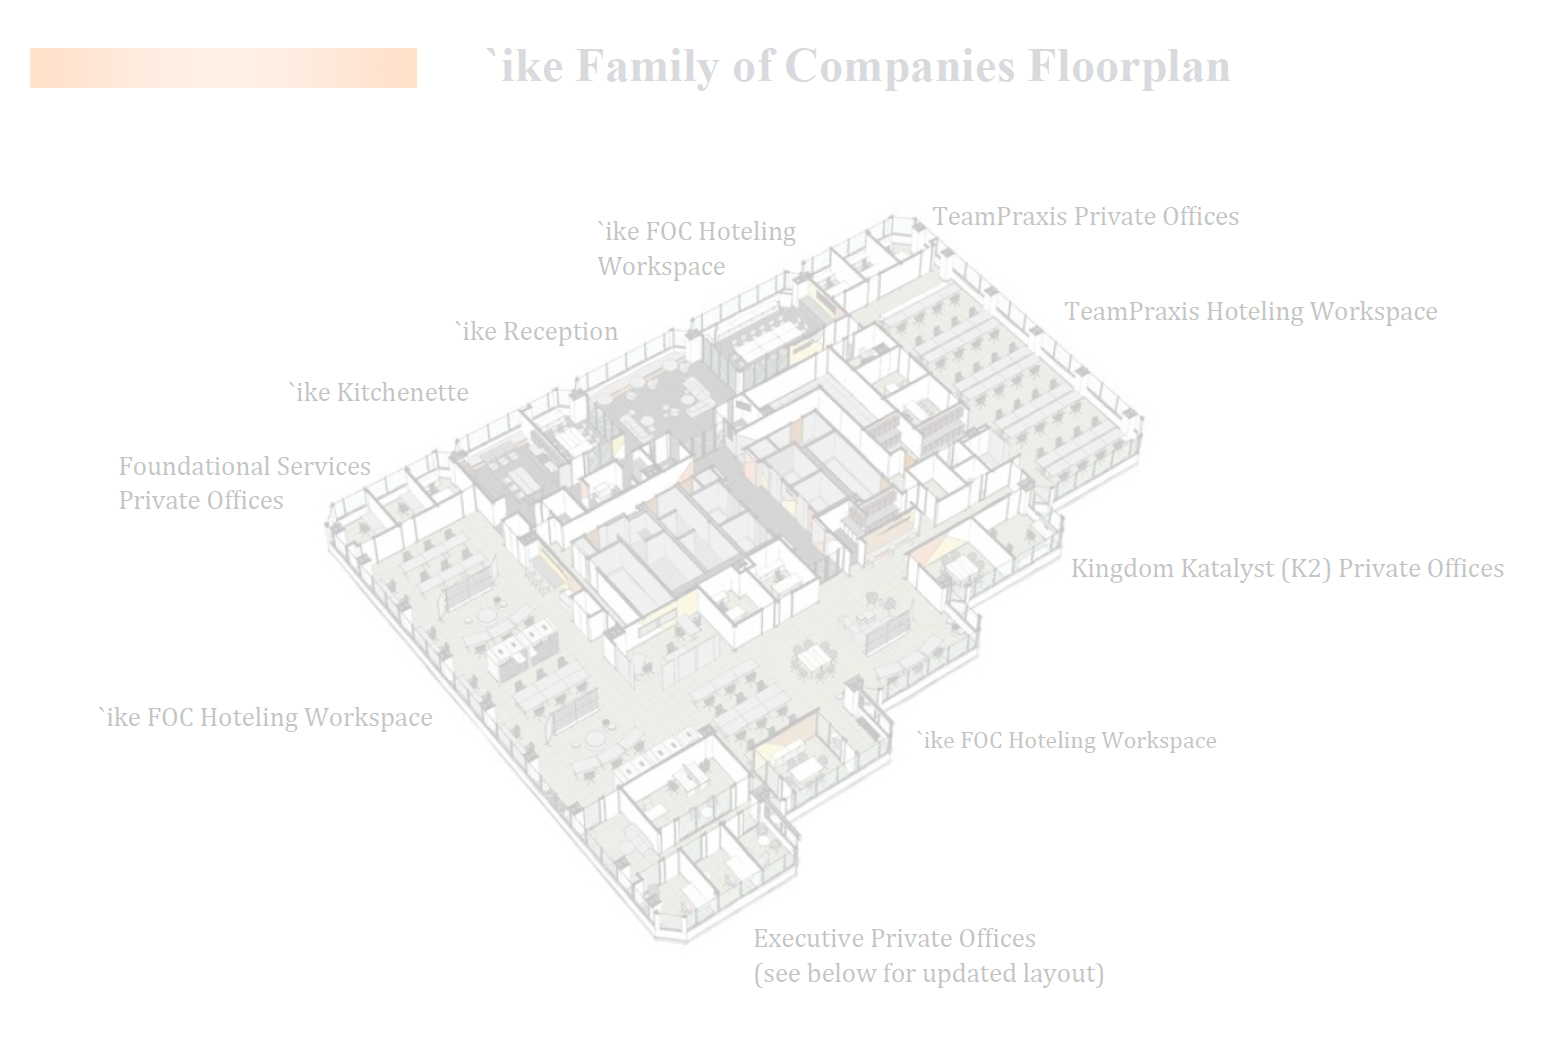 `ike Family of Companies Floorplan
TeamPraxis Private Offices
`ike FOC Hoteling
Workspace
TeamPraxis Hoteling Workspace
`ike Reception
`ike Kitchenette
Foundational Services
Private Offices
Kingdom Katalyst (K2) Private Offices
`ike FOC Hoteling Workspace
`ike FOC Hoteling Workspace
Executive Private Offices
(see below for updated layout)